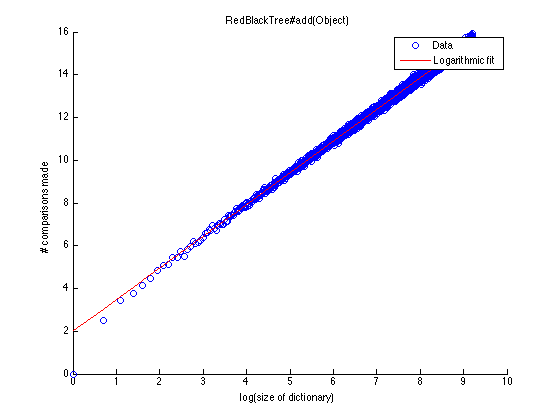 RedBlackTree#add(Object)
16
14
12
10
8
6
4
2
0
# comparisons made
Data
Logarithmic fit
0 1 2 3 4 5 6 7 8 9 10
log(size of dictionary)